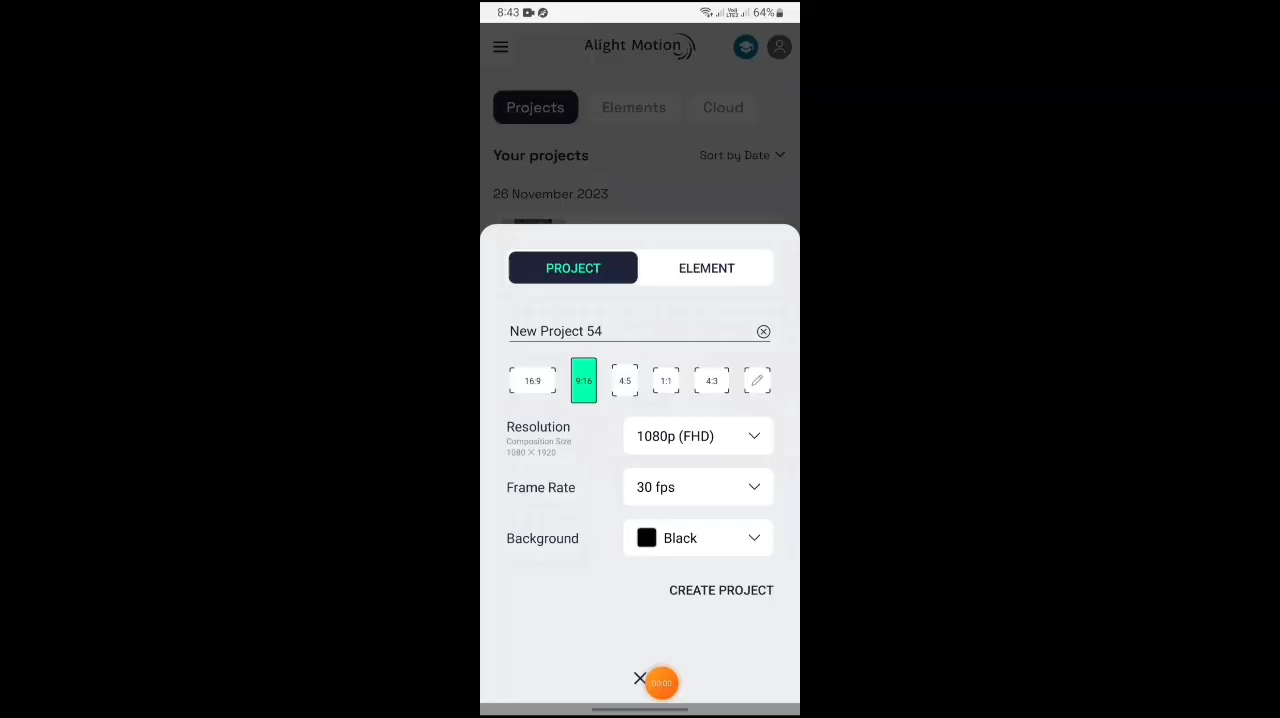 8:43 64%
Alight Motion
Projects Elements Cloud
Your projects Sort by Date
26 November 2023
PROJECT ELEMENT
New Project 54
16:9 9:16 4:5 1:1 4:3
Resolution 1080p (FHD)
Composition Size
1080 × 1920
Frame Rate 30 fps
Background Black
CREATE PROJECT
00:00